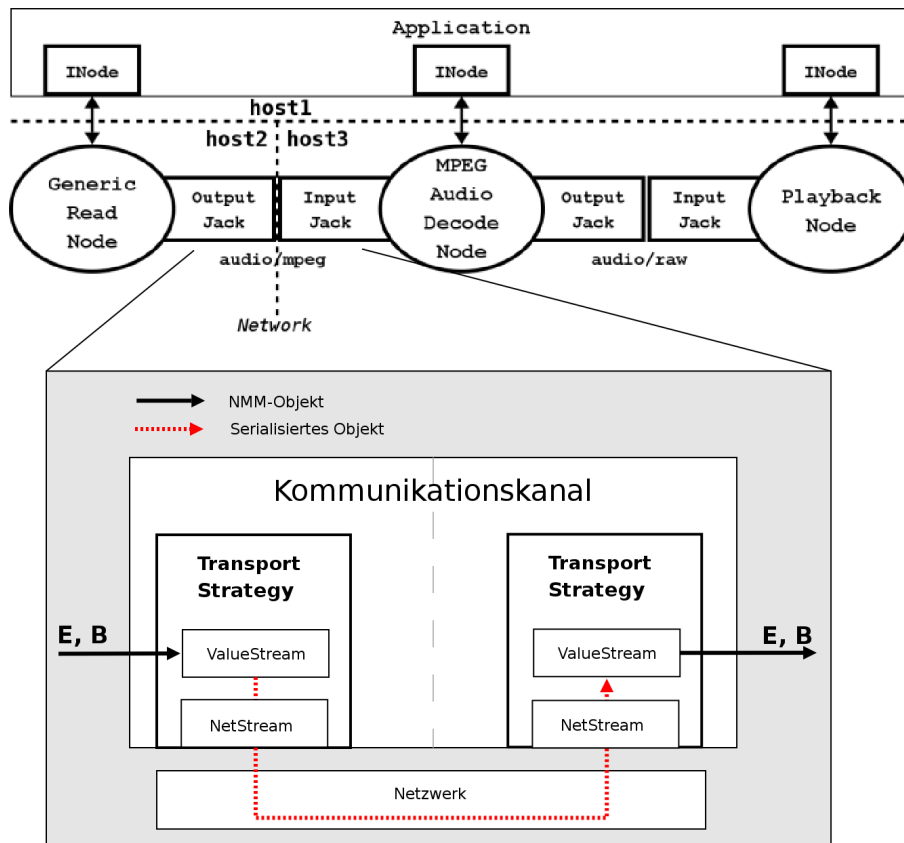 Application
INode
INode
INode
host1
host2
host3
Generic
Read
Node
Output
Jack
Input
Jack
MPEG
Audio
Decode
Node
Output
Jack
Input
Jack
Playback
Node
audio/mpeg
audio/raw
Network
NMM-Objekt
Serialisiertes Objekt
Kommunikationskanal
Transport
Strategy
Transport
Strategy
E, B
ValueStream
ValueStream
E, B
NetStream
NetStream
Netzwerk